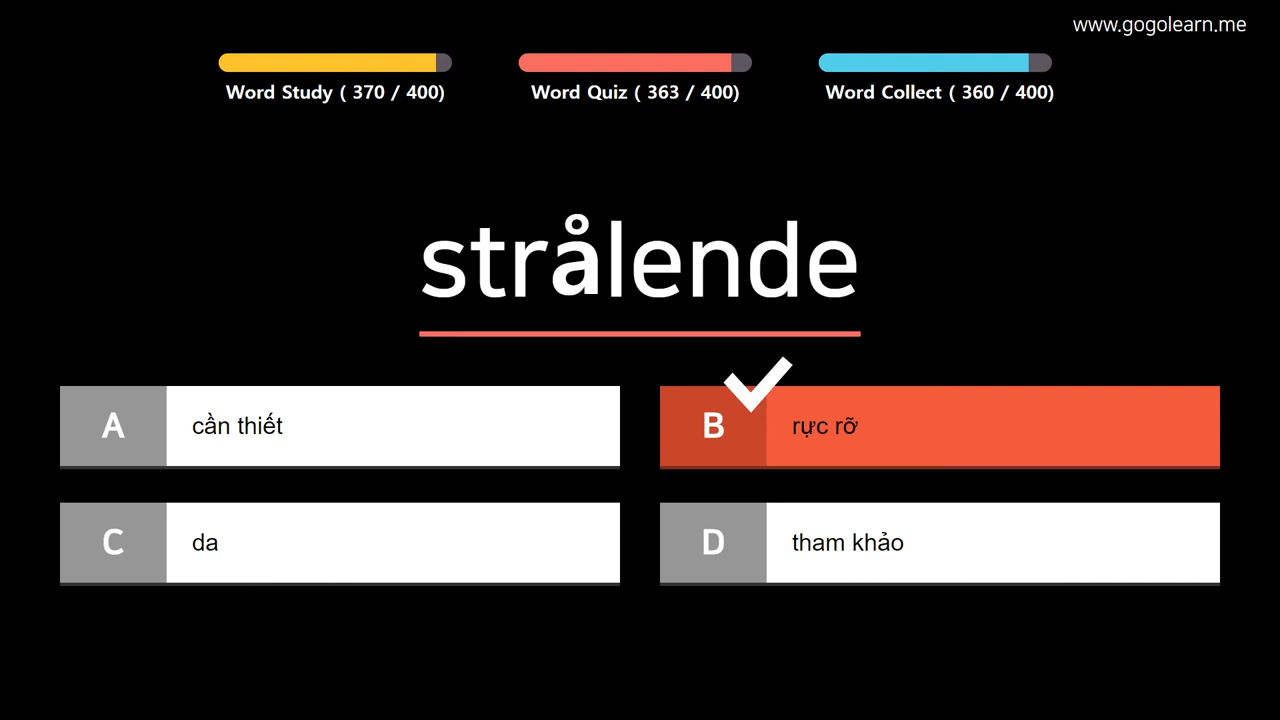 www.gogolearn.me
Word Study ( 370 / 400)
Word Quiz ( 363 / 400)
Word Collect ( 360 / 400)
strålende
A cần thiết
B rực rỡ
C da
D tham khảo